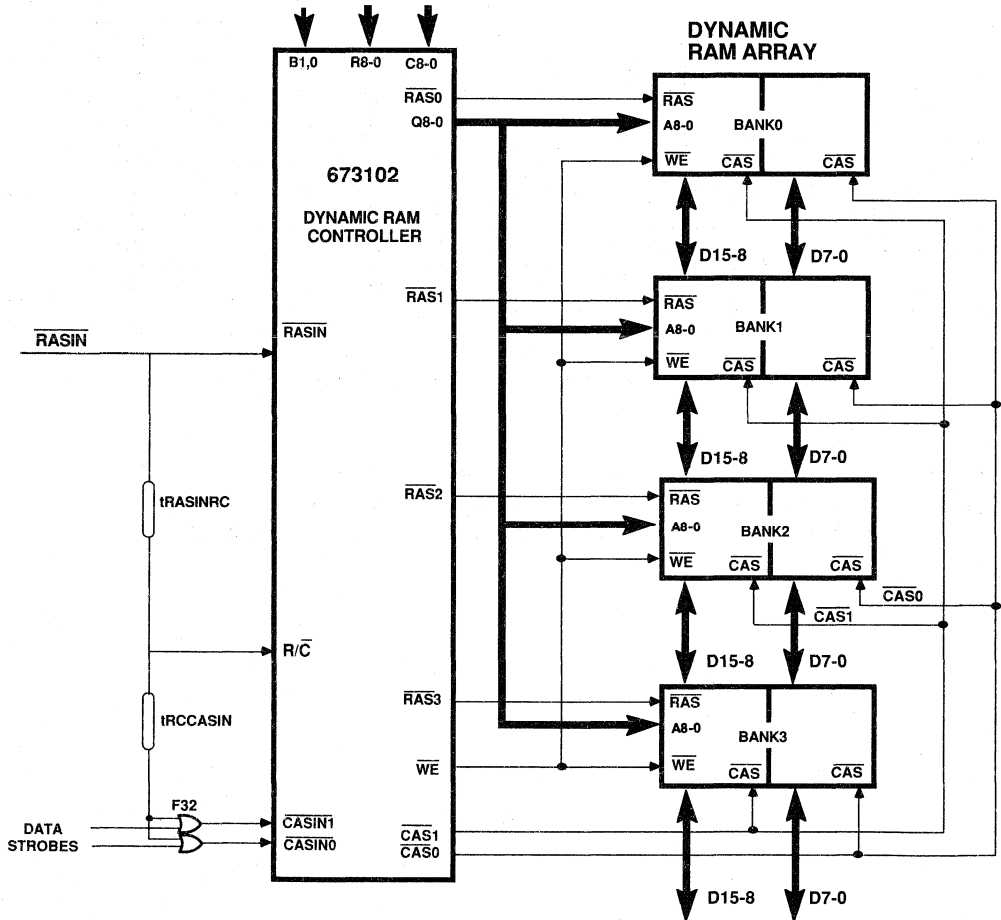 DYNAMIC
RAM ARRAY
B1,0 R8-0 C8-0
RAS0
Q8-0
673102
DYNAMIC RAM
CONTROLLER
RAS
A8-0 BANK0
WE CAS CAS
D15-8 D7-0
RAS1
RASIN
RASIN
RAS
A8-0 BANK1
WE CAS CAS
D15-8 D7-0
tRASINRC
RAS2
RAS
A8-0 BANK2
WE CAS CAS
CAS0
CAS1
R/C
D15-8 D7-0
tRCCASIN
RAS3
RAS
A8-0 BANK3
WE
WE CAS CAS
F32
DATA
STROBES
CASIN1
CASIN0
CAS1
CAS0
D15-8 D7-0